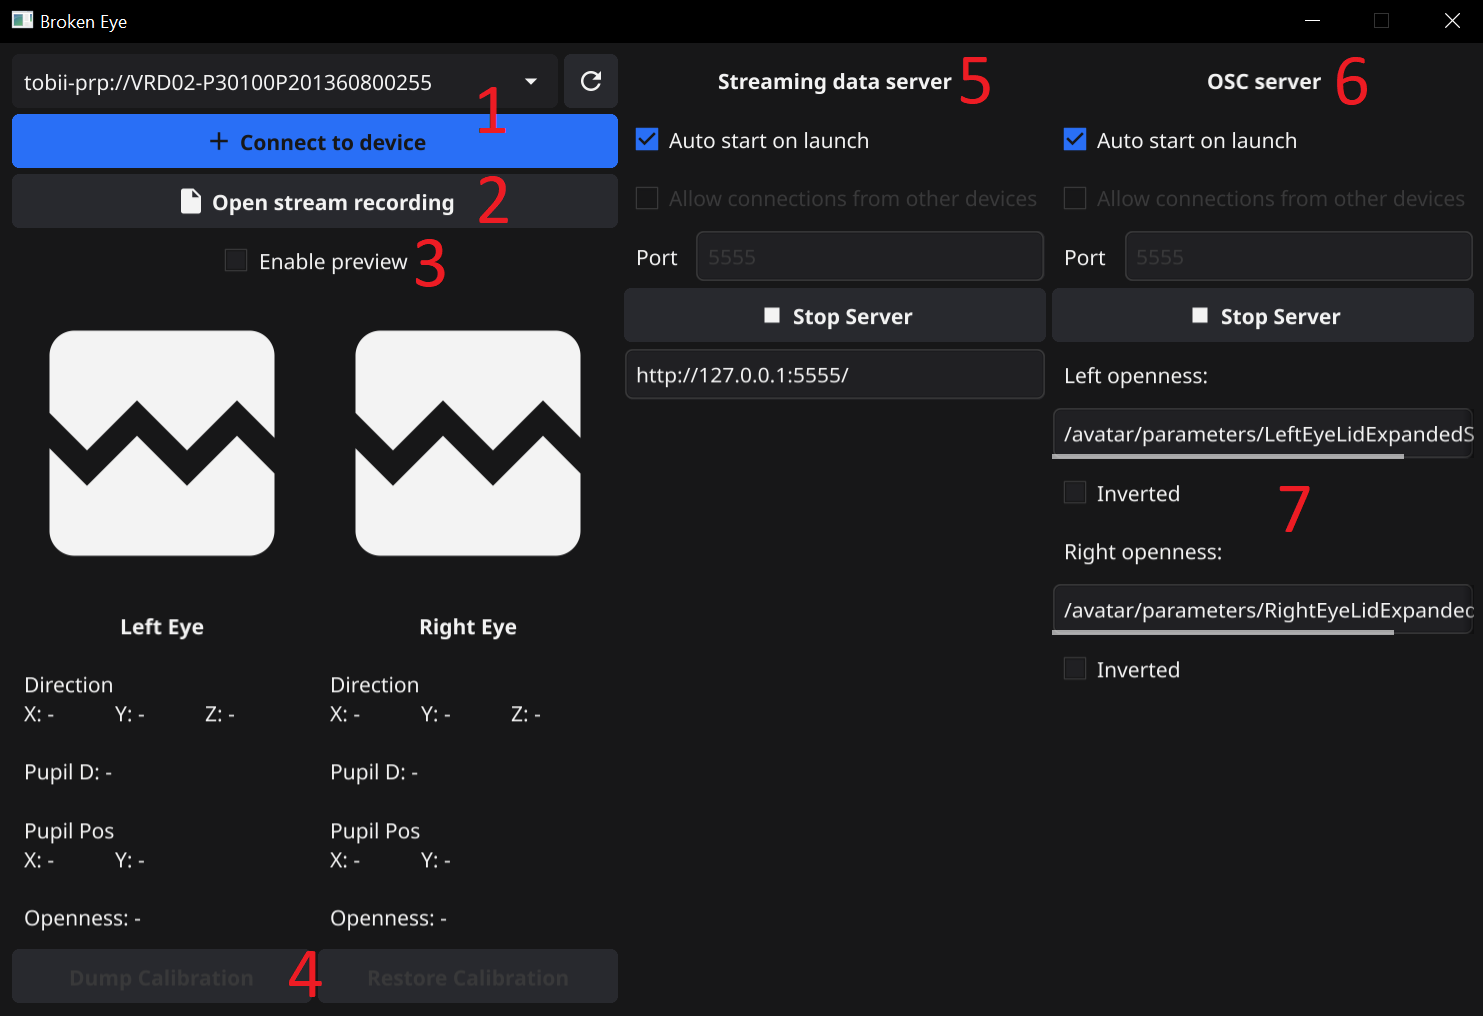 Broken Eye
tobii-prp://VRD02-P30100P201360800255
1
Connect to device
Open stream recording 2
Enable preview 3
Left Eye
Right Eye
Direction
X: - Y: - Z: -
Pupil D: -
Pupil Pos
X: - Y: -
Openness: -
Direction
X: - Y: - Z: -
Pupil D: -
Pupil Pos
X: - Y: -
Openness: -
Dump Calibration 4 Restore Calibration
Streaming data server 5
Auto start on launch
Allow connections from other devices
Port 5555
Stop Server
http://127.0.0.1:5555/
OSC server 6
Auto start on launch
Allow connections from other devices
Port 5555
Stop Server
Left openness:
/avatar/parameters/LeftEyeLidExpandedS
Inverted
7
Right openness:
/avatar/parameters/RightEyeLidExpanded
Inverted